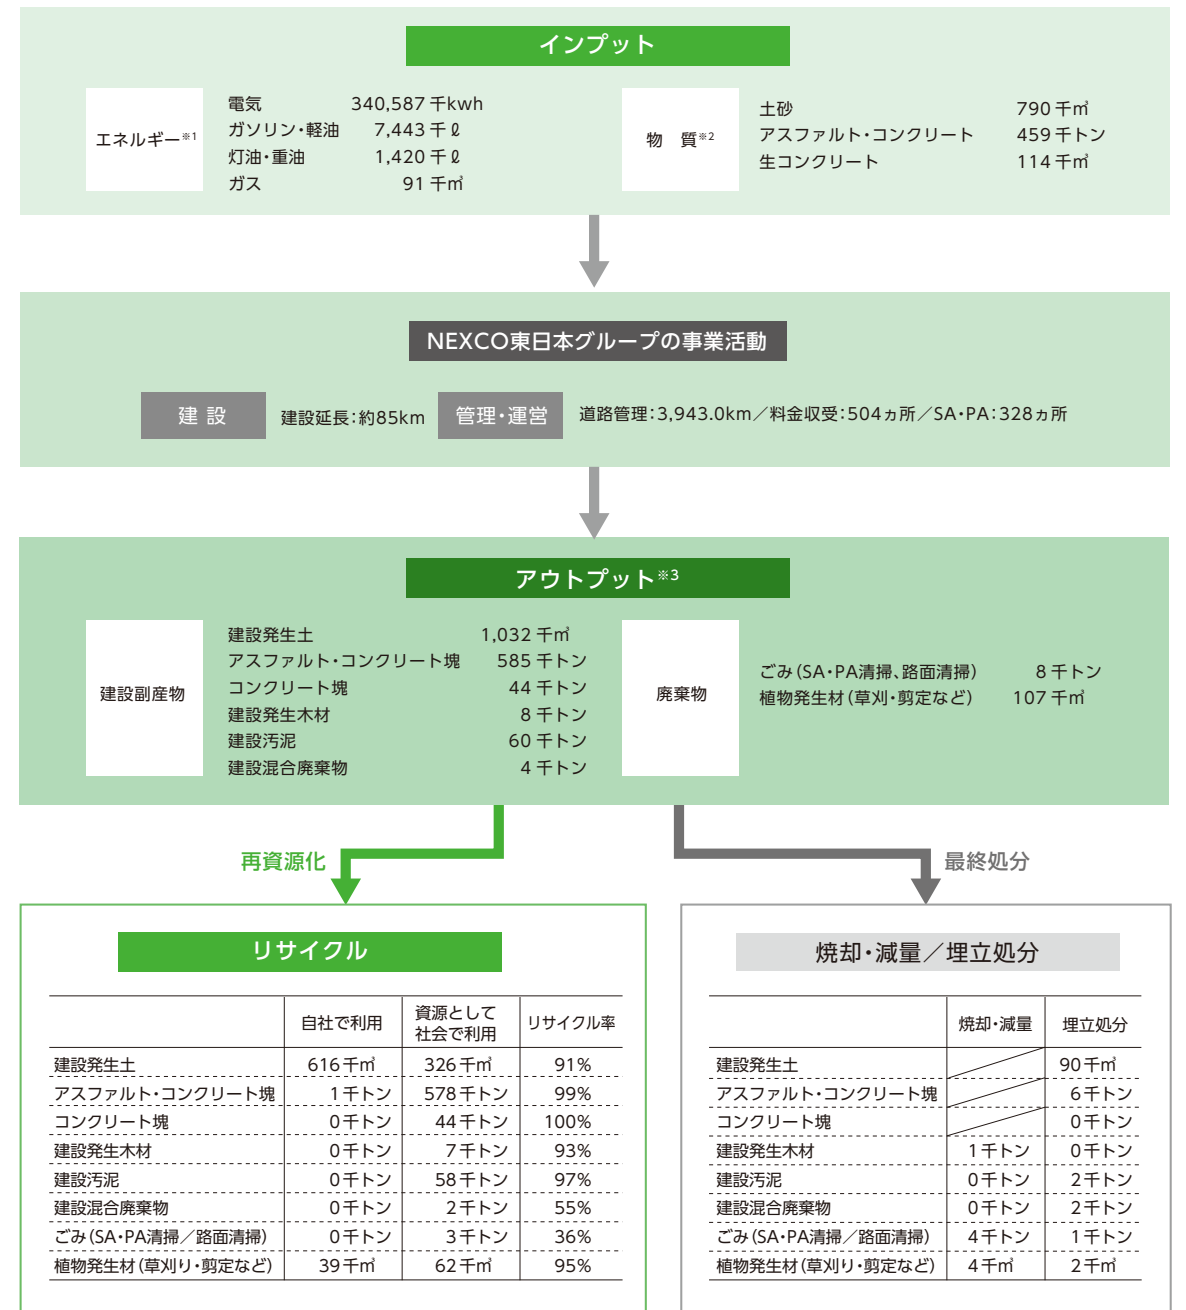 インプット
エネルギー※1
電気 340,587 千kwh
ガソリン・軽油 7,443 千ℓ
灯油・重油 1,420 千ℓ
ガス 91 千㎥
物 質※2
土砂 790 千㎥
アスファルト・コンクリート 459 千トン
生コンクリート 114 千㎥
NEXCO東日本グループの事業活動
建 設
建設延長：約85km
管理・運営
道路管理：3,943.0km／料金収受：504ヵ所／SA・PA：328ヵ所
アウトプット※3
建設副産物
建設発生土 1,032 千㎥
アスファルト・コンクリート塊 585 千トン
コンクリート塊 44 千トン
建設発生木材 8 千トン
建設汚泥 60 千トン
建設混合廃棄物 4 千トン
廃棄物
ごみ（SA・PA清掃、路面清掃） 8 千トン
植物発生材（草刈・剪定など） 107 千㎥
再資源化
最終処分
リサイクル
自社で利用 資源として
社会で利用 リサイクル率
建設発生土 616千㎥ 326千㎥ 91%
アスファルト・コンクリート塊 1千トン 578千トン 99%
コンクリート塊 0千トン 44千トン 100%
建設発生木材 0千トン 7千トン 93%
建設汚泥 0千トン 58千トン 97%
建設混合廃棄物 0千トン 2千トン 55%
ごみ（SA・PA清掃／路面清掃） 0千トン 3千トン 36%
植物発生材（草刈り・剪定など） 39千㎥ 62千㎥ 95%
焼却・減量／埋立処分
焼却・減量 埋立処分
建設発生土 90千㎥
アスファルト・コンクリート塊 6千トン
コンクリート塊 0千トン
建設発生木材 1千トン 0千トン
建設汚泥 0千トン 2千トン
建設混合廃棄物 0千トン 2千トン
ごみ（SA・PA清掃／路面清掃） 4千トン 1千トン
植物発生材（草刈り・剪定など） 4千㎥ 2千㎥